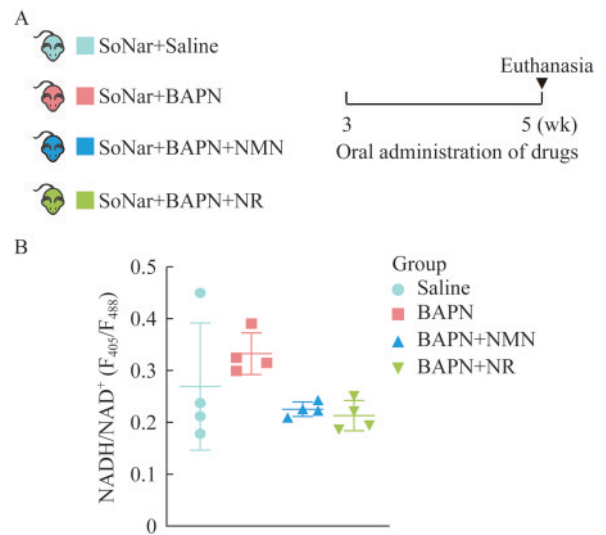 A
SoNar+Saline
SoNar+BAPN
SoNar+BAPN+NMN
SoNar+BAPN+NR
Euthanasia
3
5 (wk)
Oral administration of drugs
B
NADH/NAD⁺ (F₄₀₅/F₄₈₈)
0.5
0.4
0.3
0.2
0.1
0
Group
Saline
BAPN
BAPN+NMN
BAPN+NR